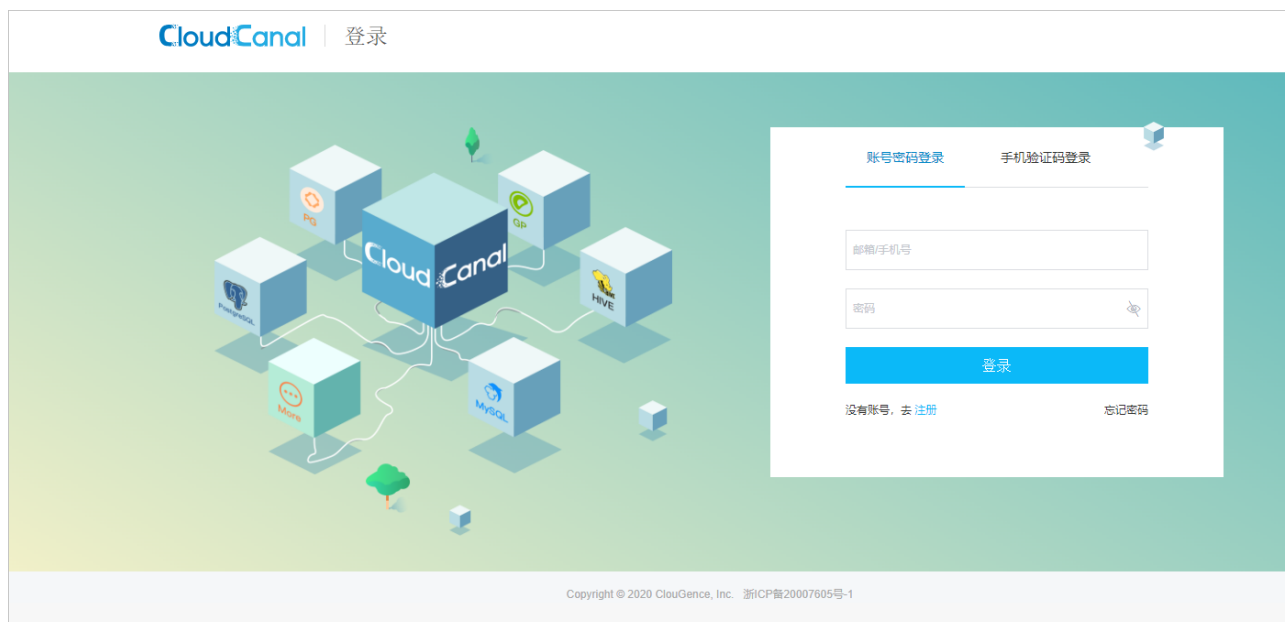 CloudCanal 登录
账号密码登录 手机验证码登录
PG
GP
Cloud Canal
PostgreSQL
HIVE
More
MySQL
邮箱/手机号
密码
登录
没有账号，去 注册 忘记密码
Copyright © 2020 ClouGence, Inc. 浙ICP备20007605号-1